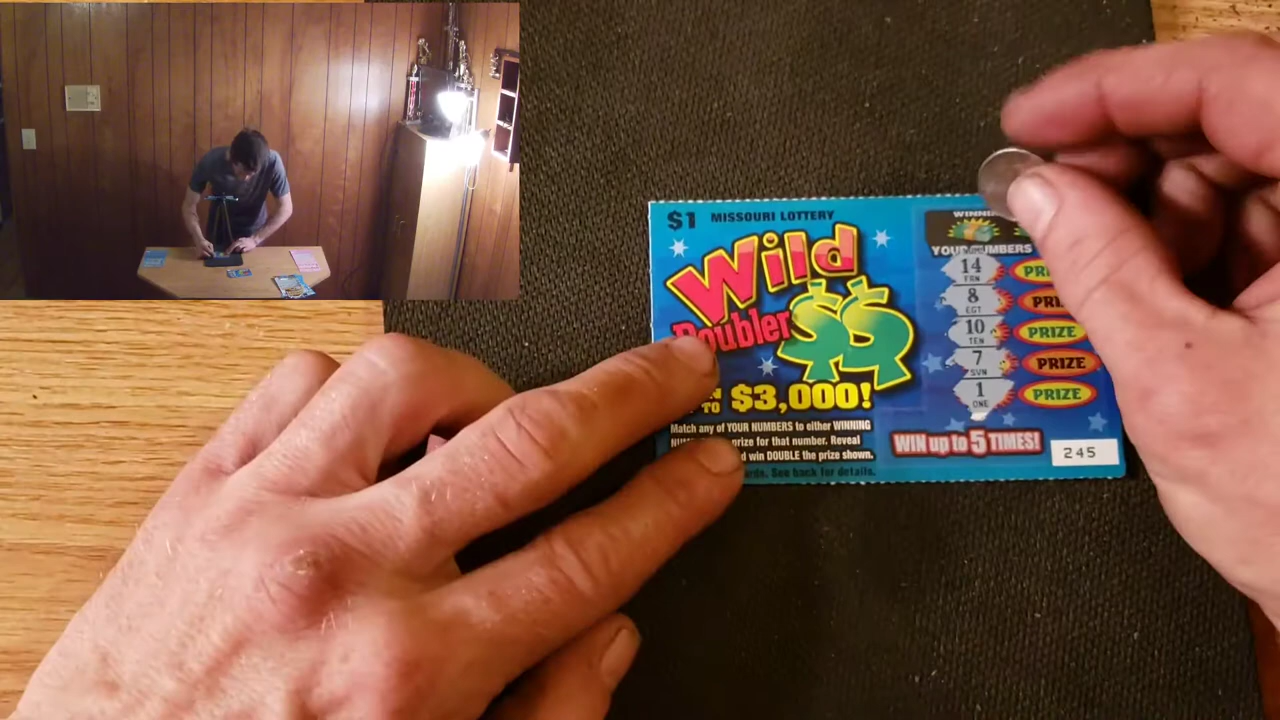 $1 MISSOURI LOTTERY
Wild
Doubler $$
TO $3,000!
Match any of YOUR NUMBERS to either WINNING
prize for that number. Reveal
win DOUBLE the prize shown.
See back for details.
YOUR NUMBERS
14
8
EGT
10 PRIZE
TEN
7 PRIZE
SVN
1 PRIZE
ONE
WIN up to 5 TIMES!
245